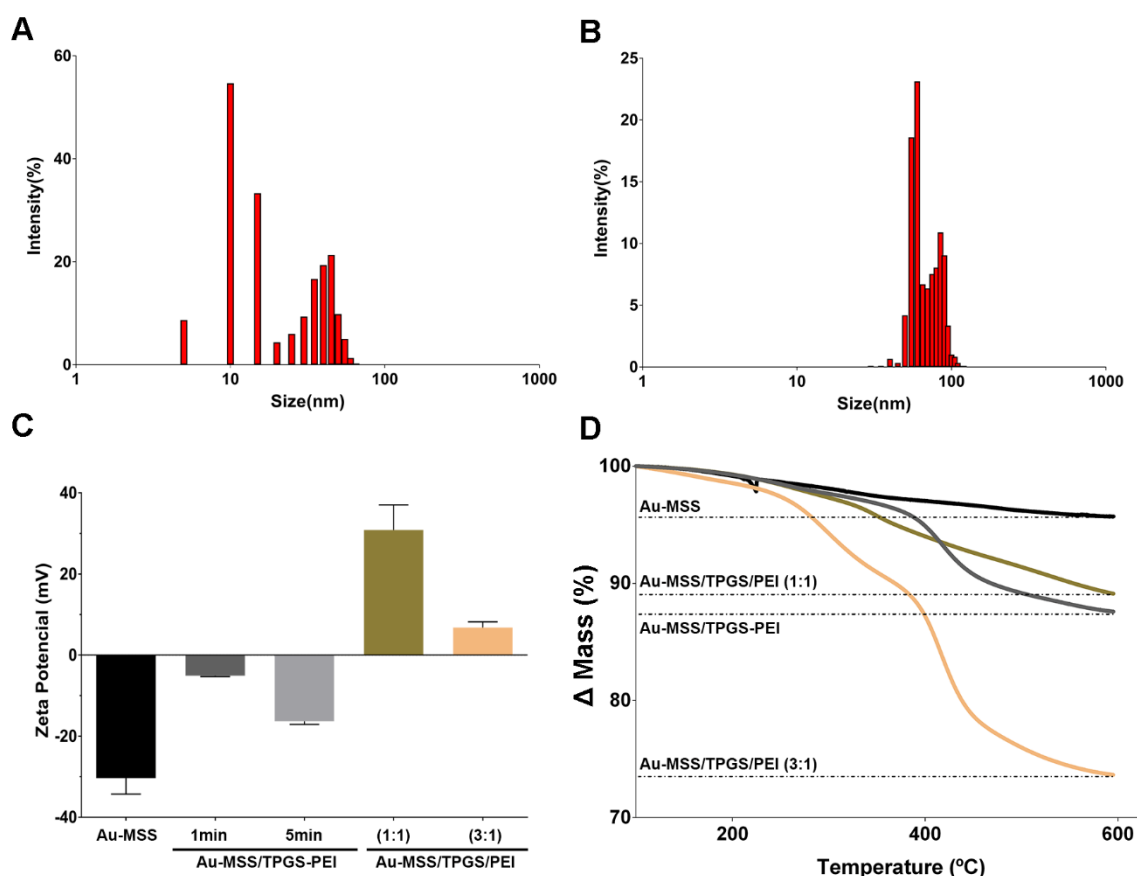 A
60
40
20
0
Intensity(%)
1
10
100
1000
Size(nm)
B
25
20
15
10
5
0
Intensity(%)
1
10
100
1000
Size(nm)
C
40
20
0
-20
-40
Zeta Potencial (mV)
Au-MSS
1min
5min
(1:1)
(3:1)
Au-MSS/TPGS-PEI
Au-MSS/TPGS/PEI
D
100
90
80
70
Δ Mass (%)
Au-MSS
Au-MSS/TPGS/PEI (1:1)
Au-MSS/TPGS-PEI
Au-MSS/TPGS/PEI (3:1)
200
400
600
Temperature (ºC)